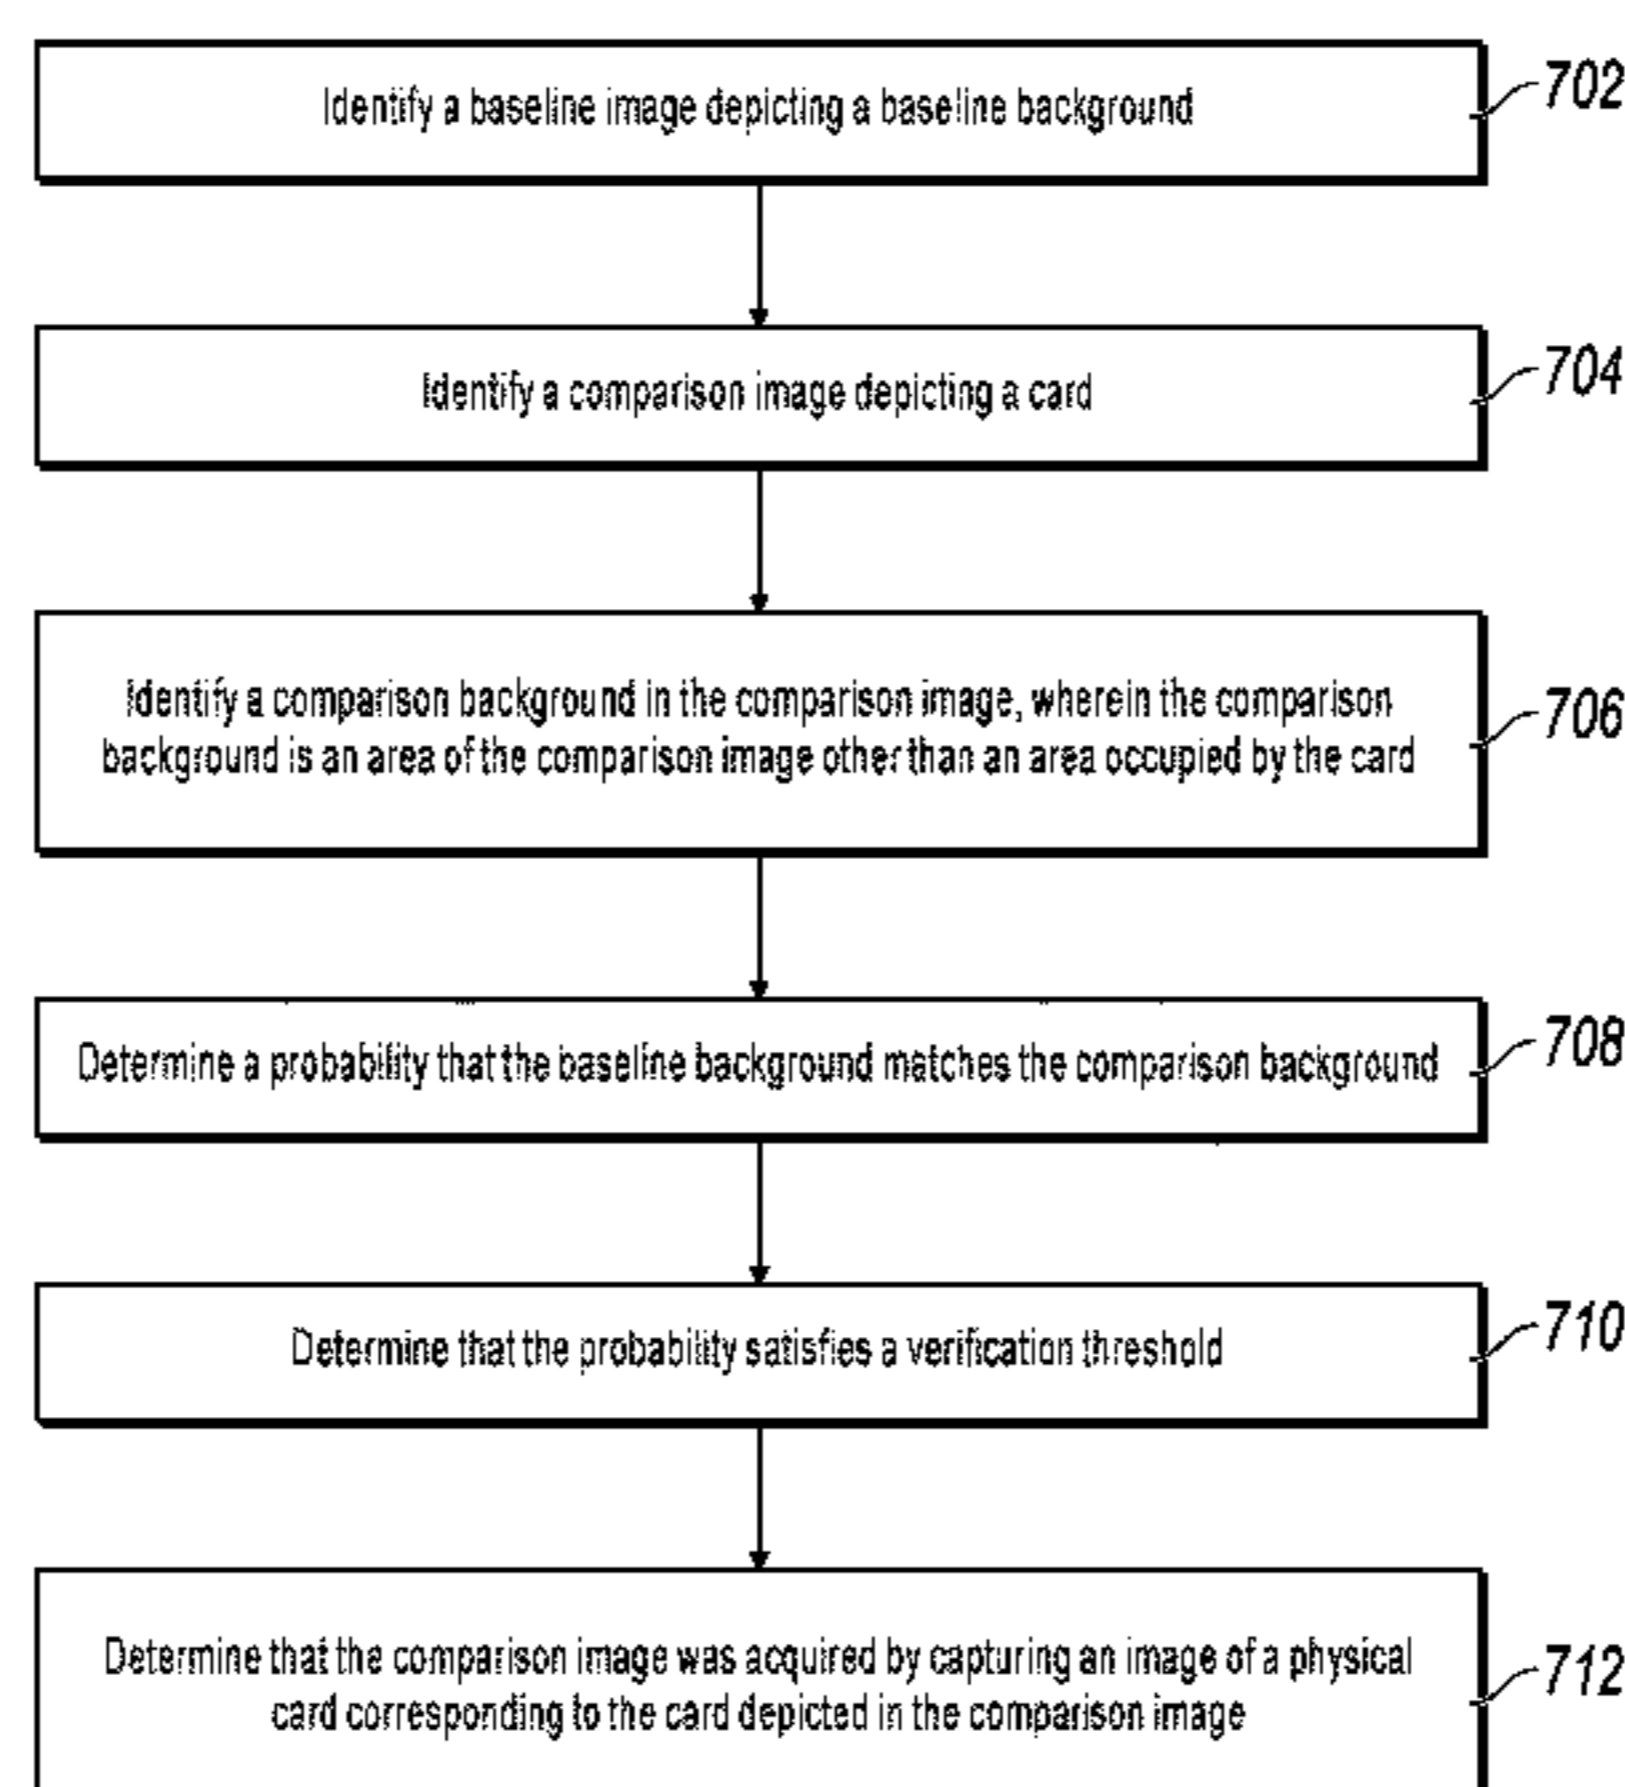 Identify a baseline image depicting a baseline background
702
Identify a comparison image depicting a card
704
Identify a comparison background in the comparison image, wherein the comparison
background is an area of the comparison image other than an area occupied by the card
706
Determine a probability that the baseline background matches the comparison background
708
Determine that the probability satisfies a verification threshold
710
Determine that the comparison image was acquired by capturing an image of a physical
card corresponding to the card depicted in the comparison image
712